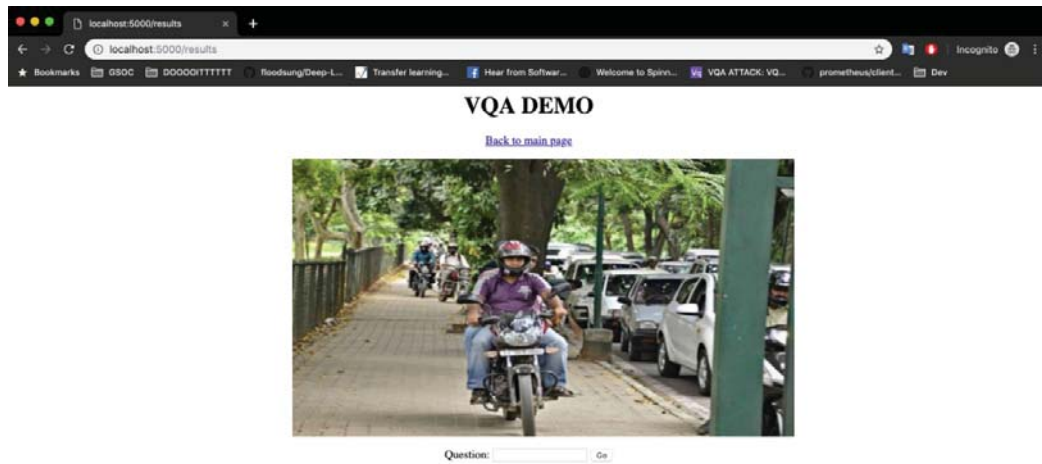 localhost:5000/results
localhost:5000/results
Incognito
Bookmarks GSOC DOOOOITTTTTT floodsung/Deep-L... Transfer learning... Hear from Softwar... Welcome to Spinn... VQA ATTACK: VQ... prometheus/client... Dev
VQA DEMO
Back to main page
Question: Go